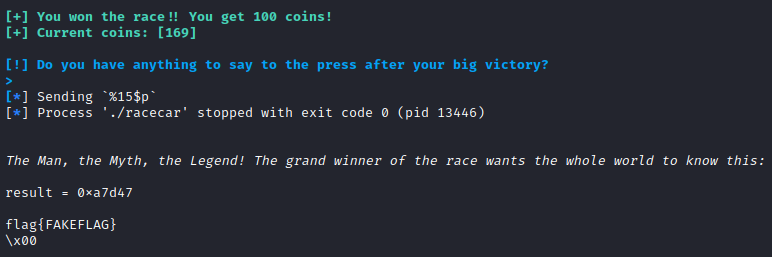 [+] You won the race!! You get 100 coins!
[+] Current coins: [169]
[!] Do you have anything to say to the press after your big victory?
>
[*] Sending `%15$p`
[*] Process './racecar' stopped with exit code 0 (pid 13446)
The Man, the Myth, the Legend! The grand winner of the race wants the whole world to know this:
result = 0xa7d47
flag{FAKEFLAG}
\x00